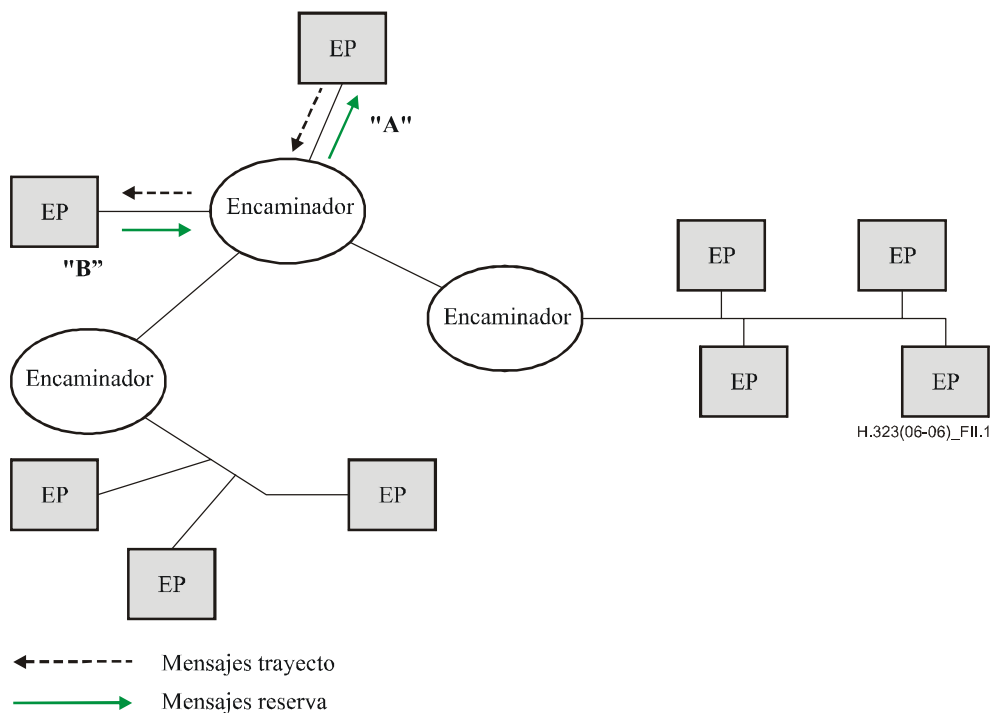 EP
"A"
EP
Encaminador
"B”
EP
EP
Encaminador
Encaminador
EP
EP
H.323(06-06)_FII.1
EP
EP
EP
Mensajes trayecto
Mensajes reserva